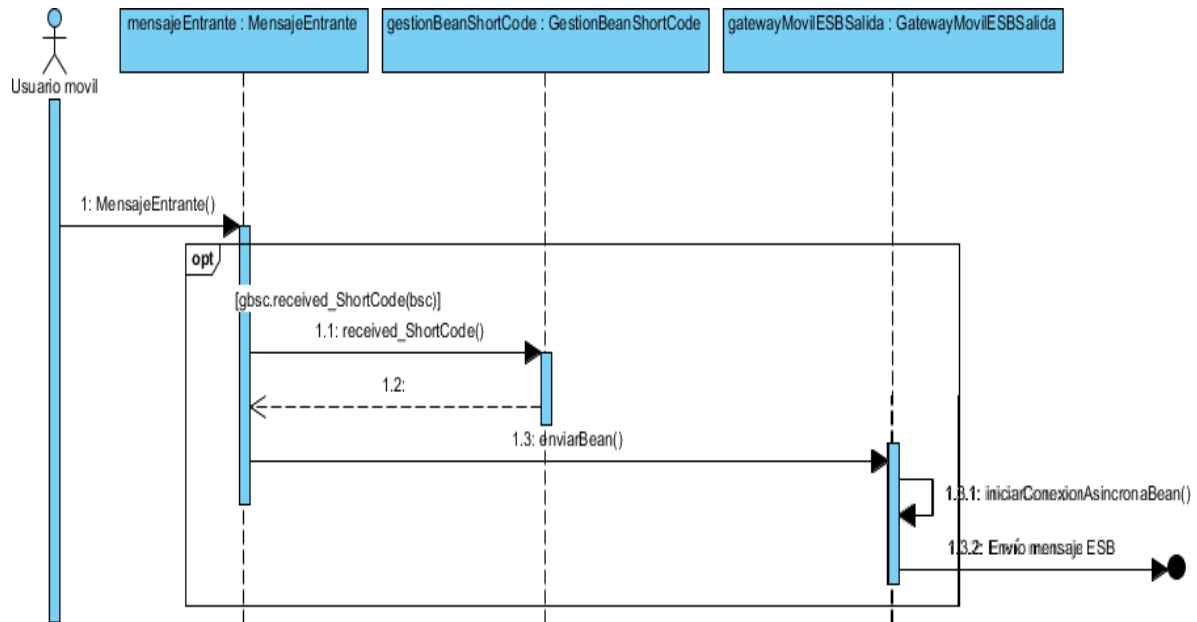 mensajeEntrante : MensajeEntrante
gestionBeanShortCode : GestionBeanShortCode
gatewayMovilESBSalida : GatewayMovilESBSalida
Usuario movil
1: MensajeEntrante()
opt
[gbsc.received_ShortCode(bsc)]
1.1: received_ShortCode()
1.2:
1.3: enviarBean()
1.3.1: iniciarConexionAsincronaBean()
1.3.2: Envío mensaje ESB